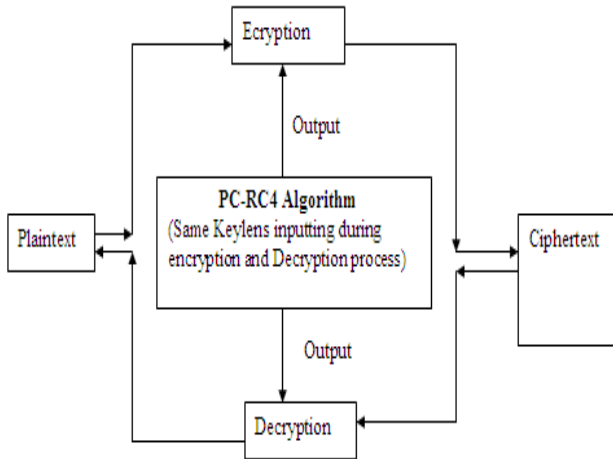 Ecryption
Output
PC-RC4 Algorithm
(Same Keylens inputting during
encryption and Decryption process)
Plaintext
Ciphertext
Output
Decryption